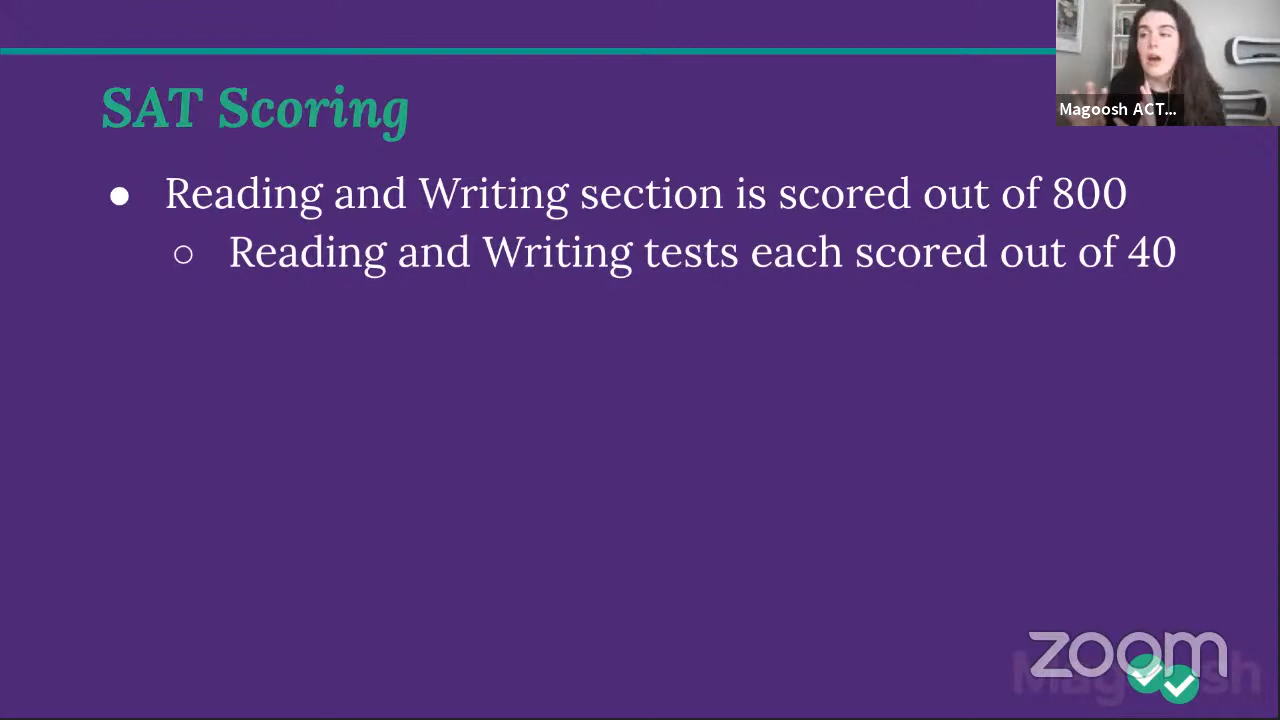 Magoosh ACT...
SAT Scoring
● Reading and Writing section is scored out of 800
○ Reading and Writing tests each scored out of 40
zoom
Magoosh